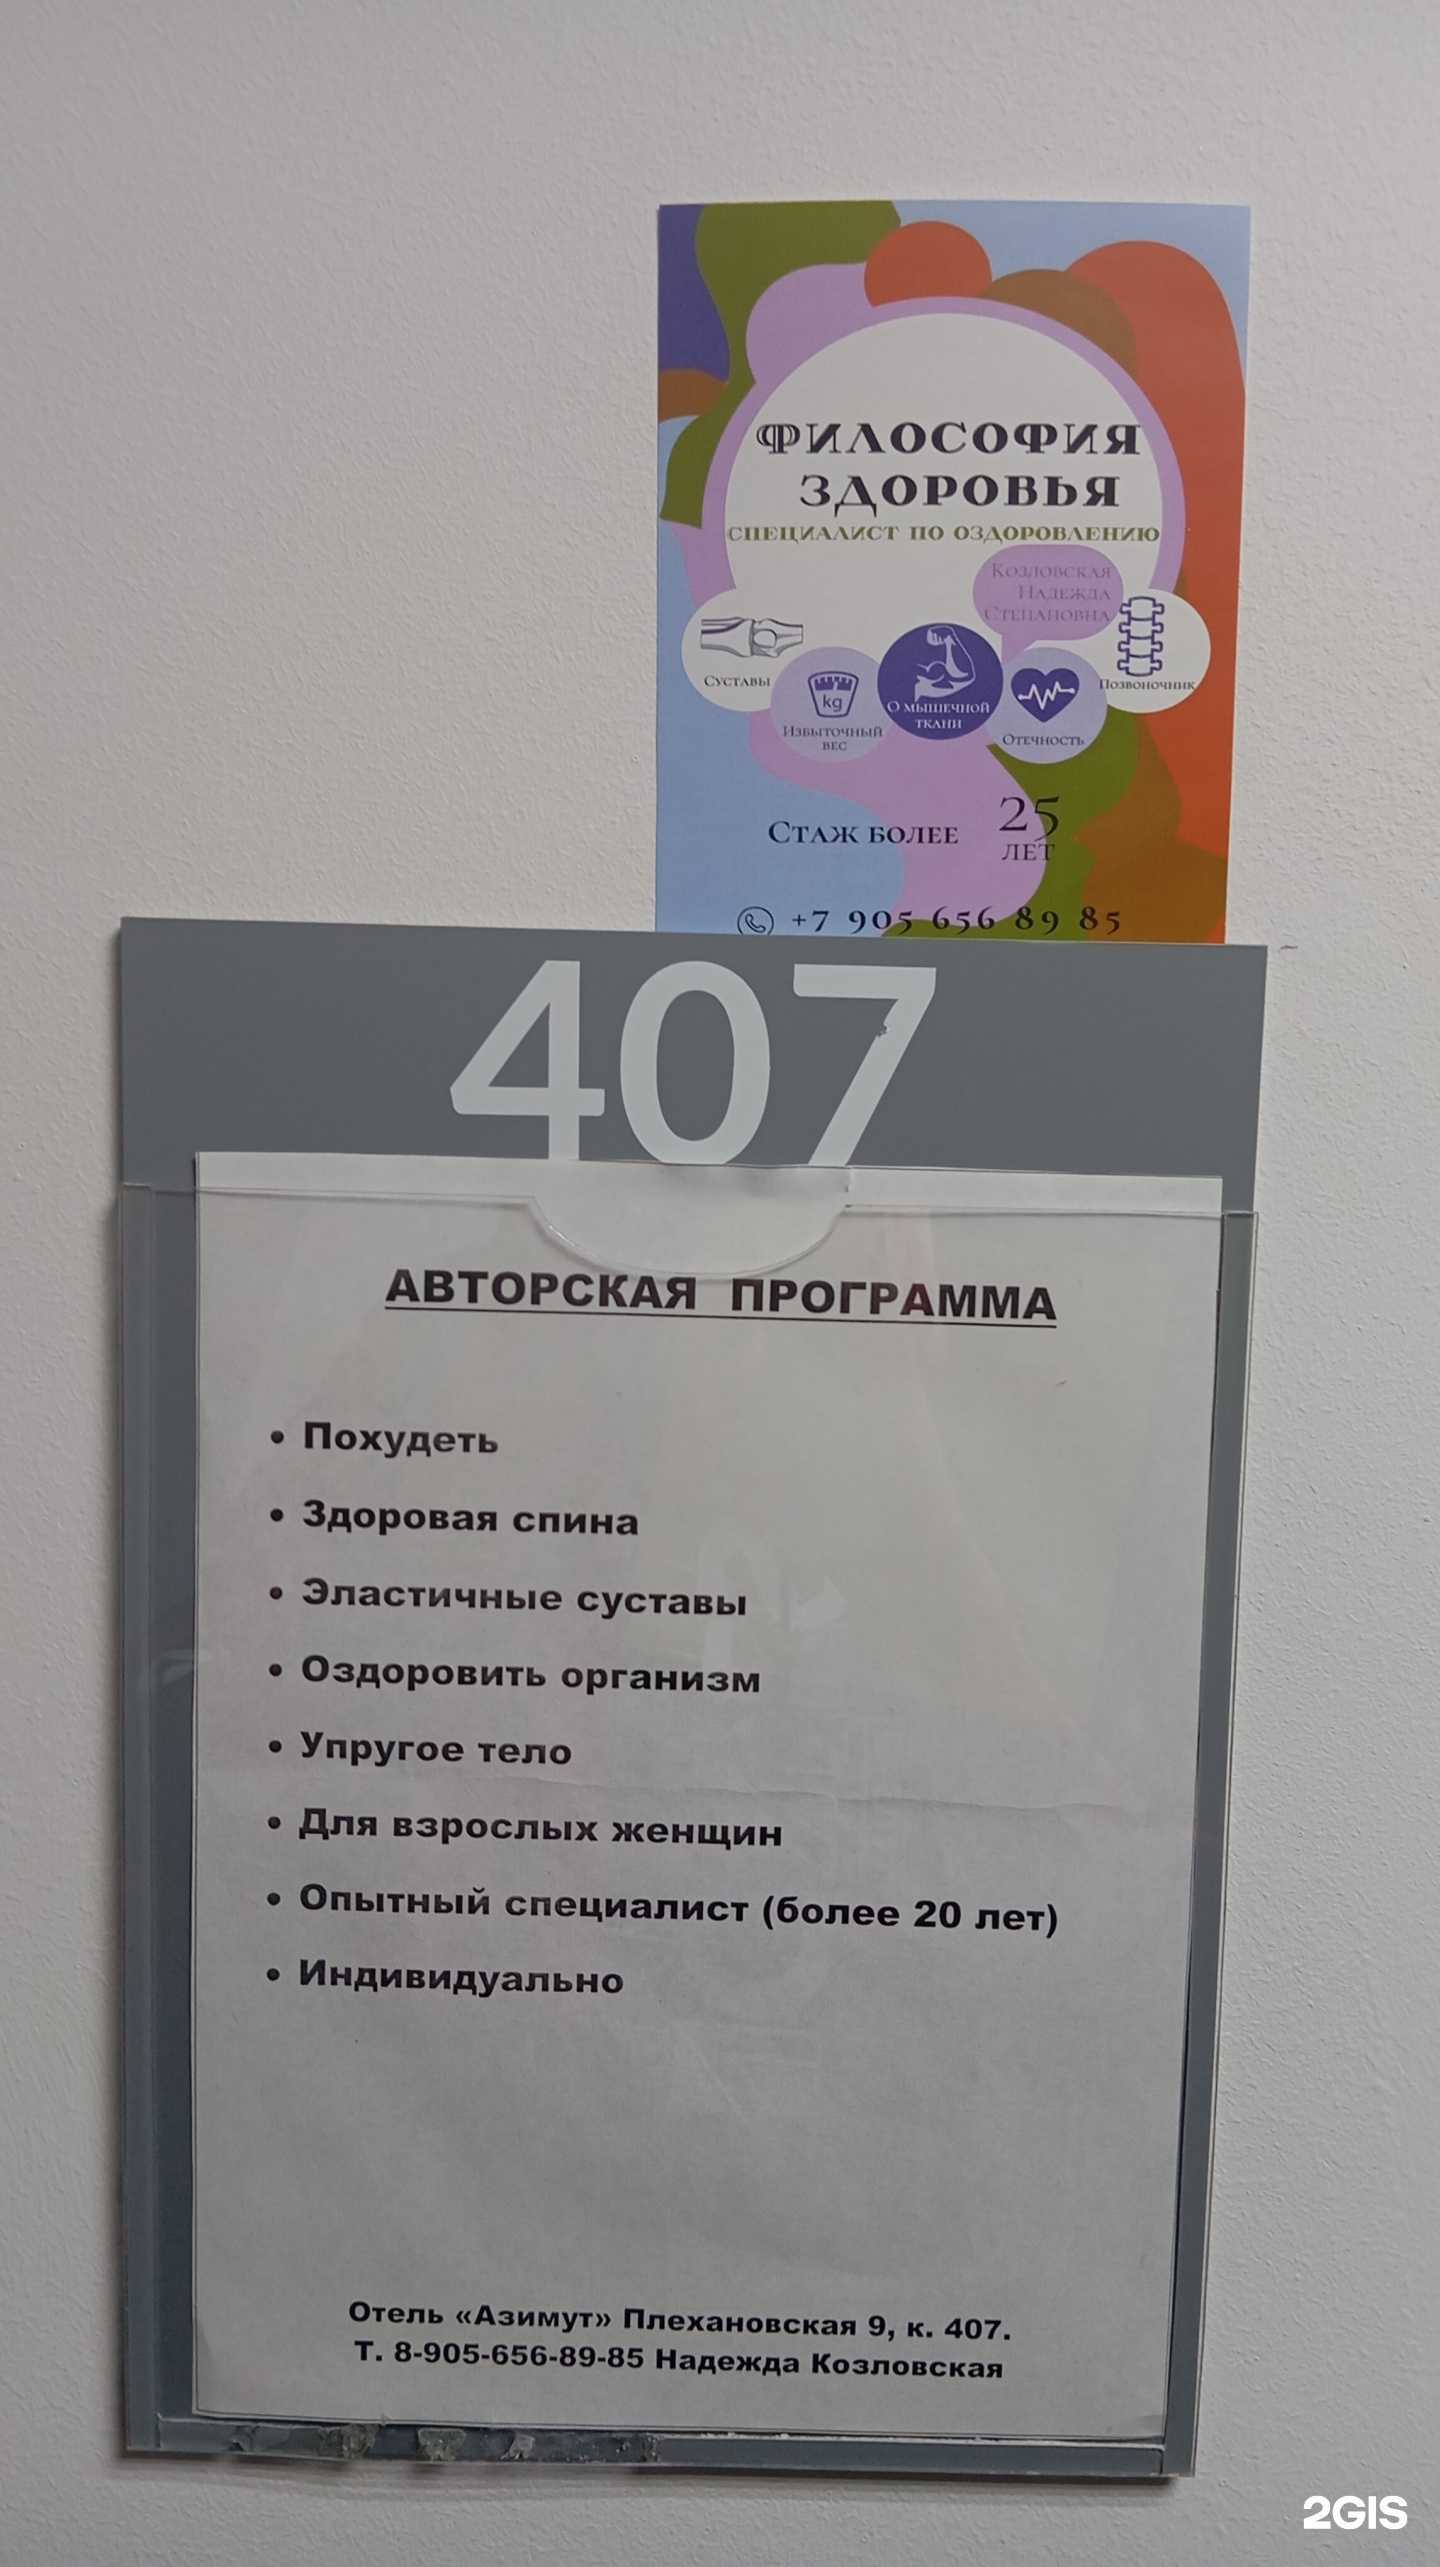 ФИЛОСОФИЯ
ЗДОРОВЬЯ
СПЕЦИАЛИСТ ПО ОЗДОРОВЛЕНИЮ
Козловская
Надежда
Степановна
Суставы
kg
Избыточный
вес
О мышечной
ткани
Отечность
Позвоночник
Стаж более 25
лет
+7 905 656 89 85
407
АВТОРСКАЯ ПРОГРАММА
• Похудеть
• Здоровая спина
• Эластичные суставы
• Оздоровить организм
• Упругое тело
• Для взрослых женщин
• Опытный специалист (более 20 лет)
• Индивидуально
Отель «Азимут» Плехановская 9, к. 407.
Т. 8-905-656-89-85 Надежда Козловская
2GIS